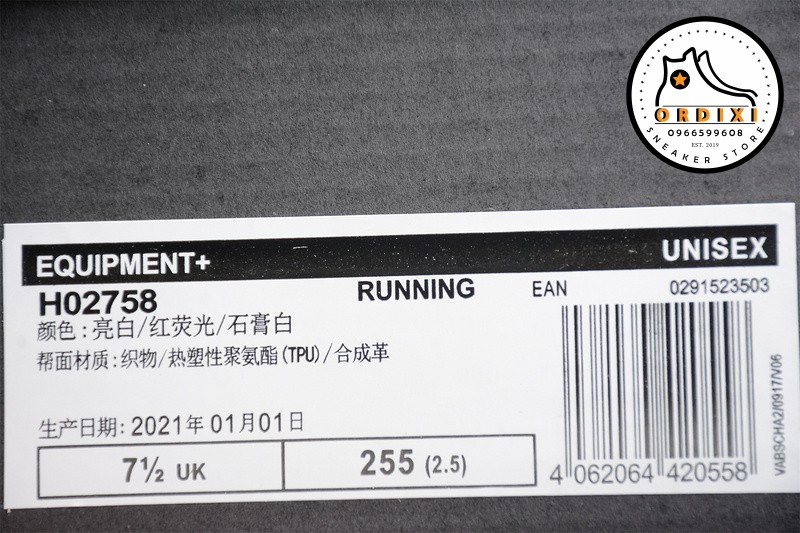 ORDIXI
0966599608
EST. 2019
SNEAKER STORE
EQUIPMENT+ UNISEX
H02758 RUNNING EAN 0291523503
颜色:亮白/红荧光/石膏白
帮面材质:织物/热塑性聚氨酯(TPU)/合成革
生产日期:2021年01月01日
7½ UK 255 (2.5)
4 062064 420558
VABSCHA2/0917/V06